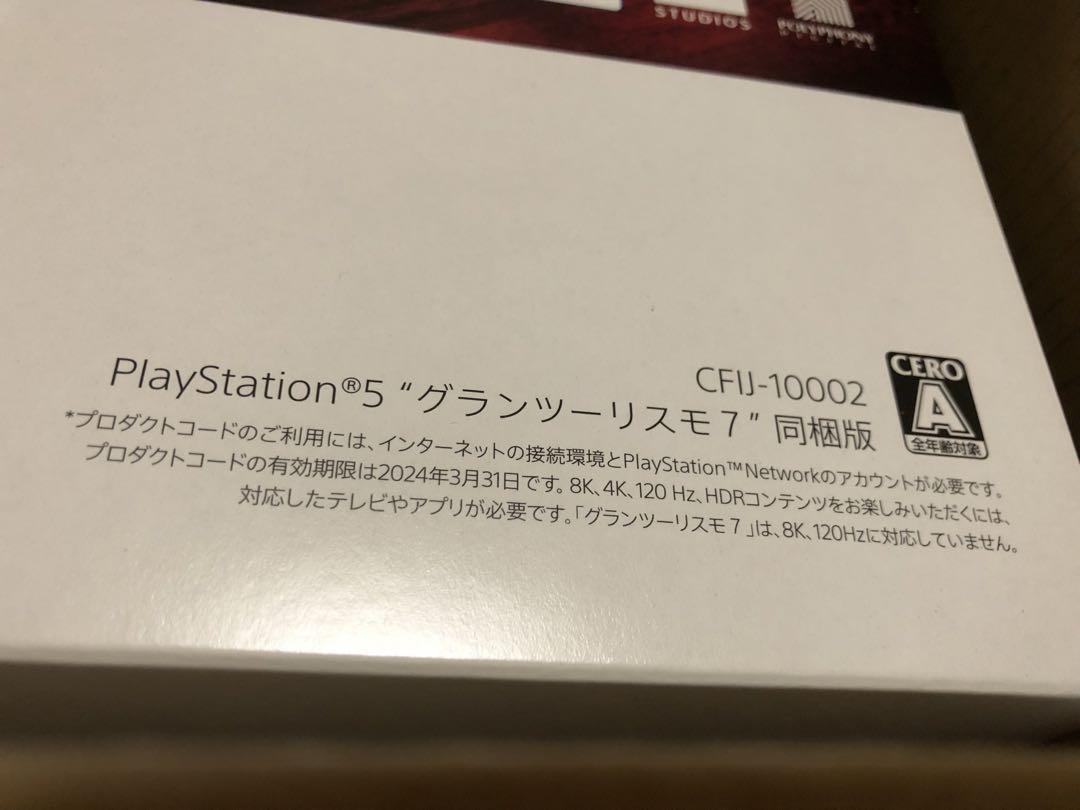 STUDIOS
POLYPHONY
DIGITAL
CFIJ-10002
PlayStation®5 “グランツーリスモ7” 同梱版
CERO
A
全年齢対象
*プロダクトコードのご利用には、インターネットの接続環境とPlayStation™Networkのアカウントが必要です。
プロダクトコードの有効期限は2024年3月31日です。8K、4K、120 Hz、HDRコンテンツをお楽しみいただくには、
対応したテレビやアプリが必要です。「グランツーリスモ7」は、8K、120Hzに対応していません。